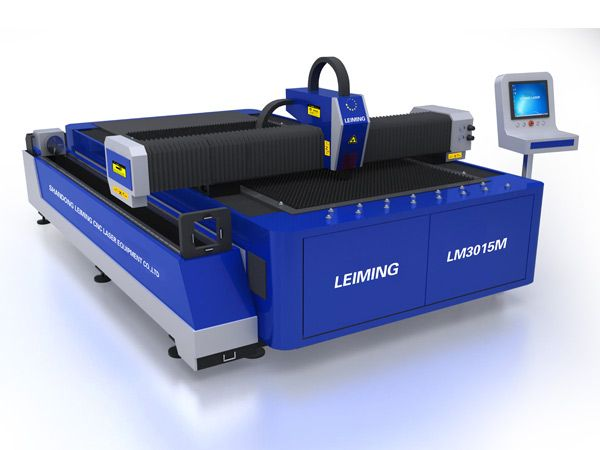 LEIMING
SHANDONG LEIMING CNC LASER EQUIPMENT CO.,LTD
LEIMING
LM3015M